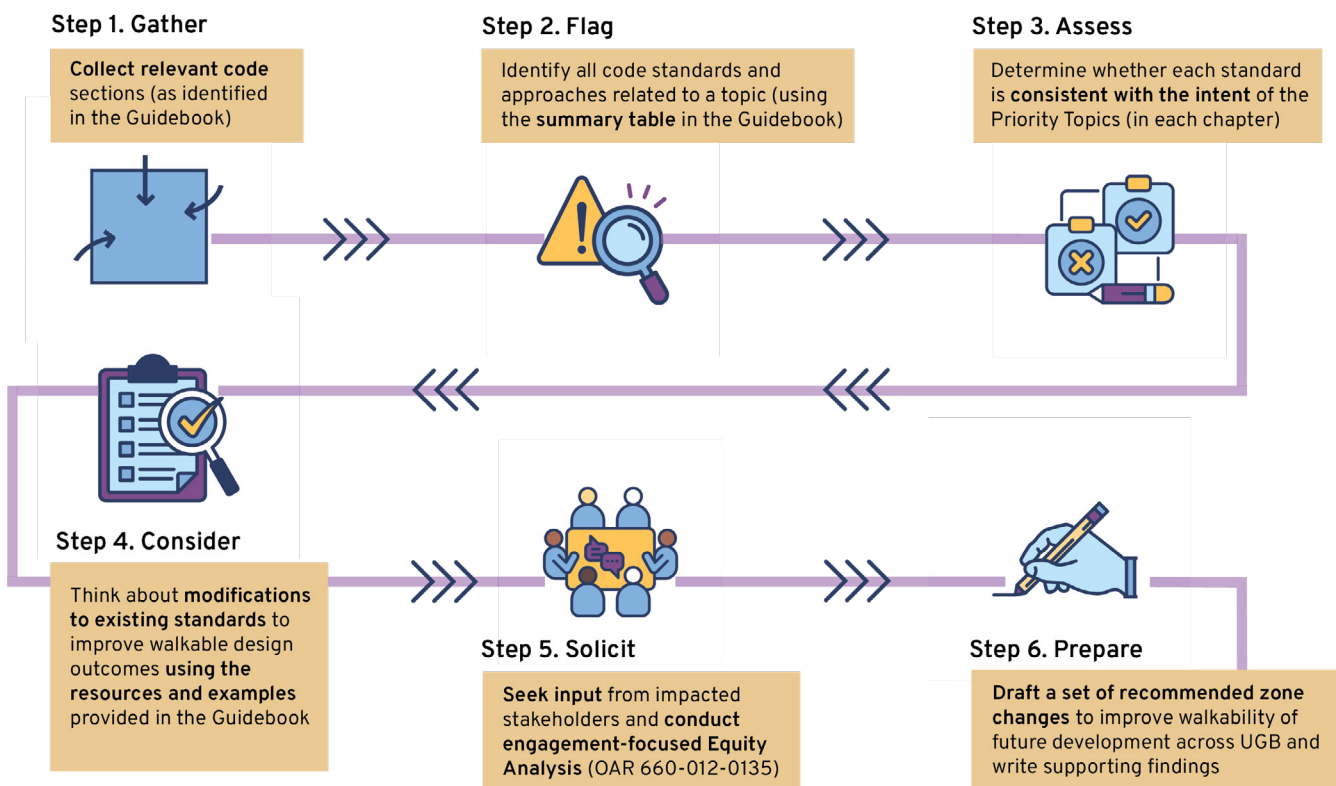 Step 1. Gather
Collect relevant code
sections (as identified
in the Guidebook)
Step 2. Flag
Identify all code standards and
approaches related to a topic (using
the summary table in the Guidebook)
Step 3. Assess
Determine whether each standard
is consistent with the intent of the
Priority Topics (in each chapter)
Step 4. Consider
Think about modifications
to existing standards to
improve walkable design
outcomes using the
resources and examples
provided in the Guidebook
Step 5. Solicit
Seek input from impacted
stakeholders and conduct
engagement-focused Equity
Analysis (OAR 660-012-0135)
Step 6. Prepare
Draft a set of recommended zone
changes to improve walkability of
future development across UGB and
write supporting findings